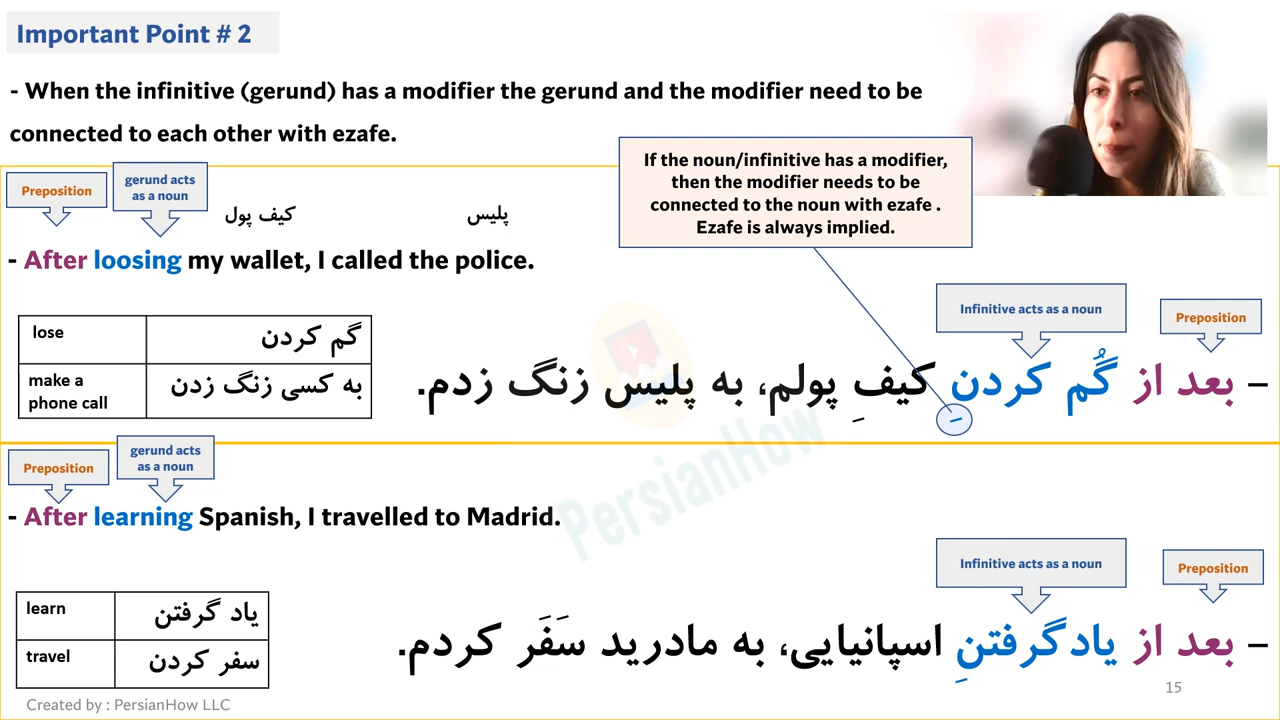 Important Point # 2
- When the infinitive (gerund) has a modifier the gerund and the modifier need to be
connected to each other with ezafe.
If the noun/infinitive has a modifier,
then the modifier needs to be
connected to the noun with ezafe .
Ezafe is always implied.
Preposition
gerund acts
as a noun
کیف پول
پلیس
- After loosing my wallet, I called the police.
Infinitive acts as a noun
Preposition
lose
گم کردن
make a
phone call
به کسی زنگ زدن
– بعد از گُم کردنِ کیفِ پولم، به پلیس زنگ زدم.
PersianHow
Preposition
gerund acts
as a noun
- After learning Spanish, I travelled to Madrid.
Infinitive acts as a noun
Preposition
learn
یاد گرفتن
travel
سفر کردن
– بعد از یادگرفتنِ اسپانیایی، به مادرید سَفَر کردم.
15
Created by : PersianHow LLC